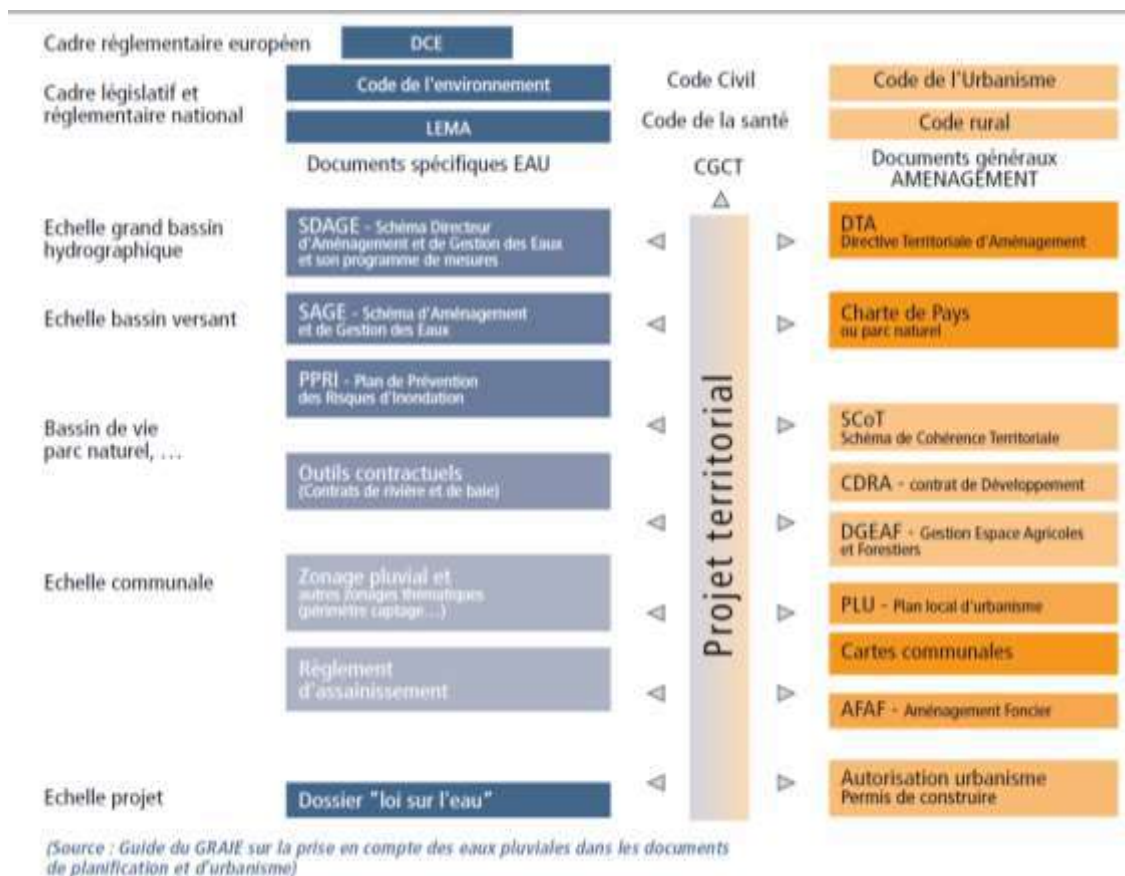 Cadre réglementaire européen
DCE
Cadre législatif et
réglementaire national
Code de l'environnement
Code Civil
Code de l'Urbanisme
LEMA
Code de la santé
Code rural
Documents spécifiques EAU
CGCT
Documents généraux
AMENAGEMENT
Echelle grand bassin
hydrographique
SDAGE - Schéma Directeur
d'Aménagement et de Gestion des Eaux
et son programme de mesures
DTA
Directive Territoriale d'Aménagement
Echelle bassin versant
SAGE - Schéma d'Aménagement
et de Gestion des Eaux
Charte de Pays
ou parc naturel
PPRI - Plan de Prévention
des Risques d'Inondation
Bassin de vie
parc naturel, ...
SCoT
Schéma de Cohérence Territoriale
Outils contractuels
(Contrats de rivière et de baie)
CDRA - contrat de Développement
Projet territorial
DGEAF - Gestion Espace Agricoles
et Forestiers
Echelle communale
Zonage pluvial et
autres zonages thématiques
(périmètre captage...)
PLU - Plan local d'urbanisme
Cartes communales
Règlement
d'assainissement
AFAF - Aménagement Foncier
Echelle projet
Dossier "loi sur l'eau"
Autorisation urbanisme
Permis de construire
(Source : Guide du GRAIE sur la prise en compte des eaux pluviales dans les documents
de planification et d'urbanisme)